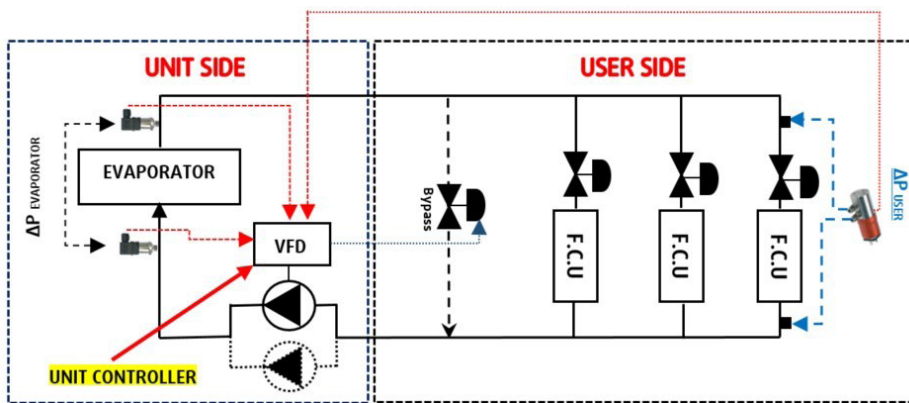 UNIT SIDE
USER SIDE
ΔP EVAPORATOR
EVAPORATOR
VFD
UNIT CONTROLLER
Bypass
F.C.U
F.C.U
F.C.U
ΔP USER